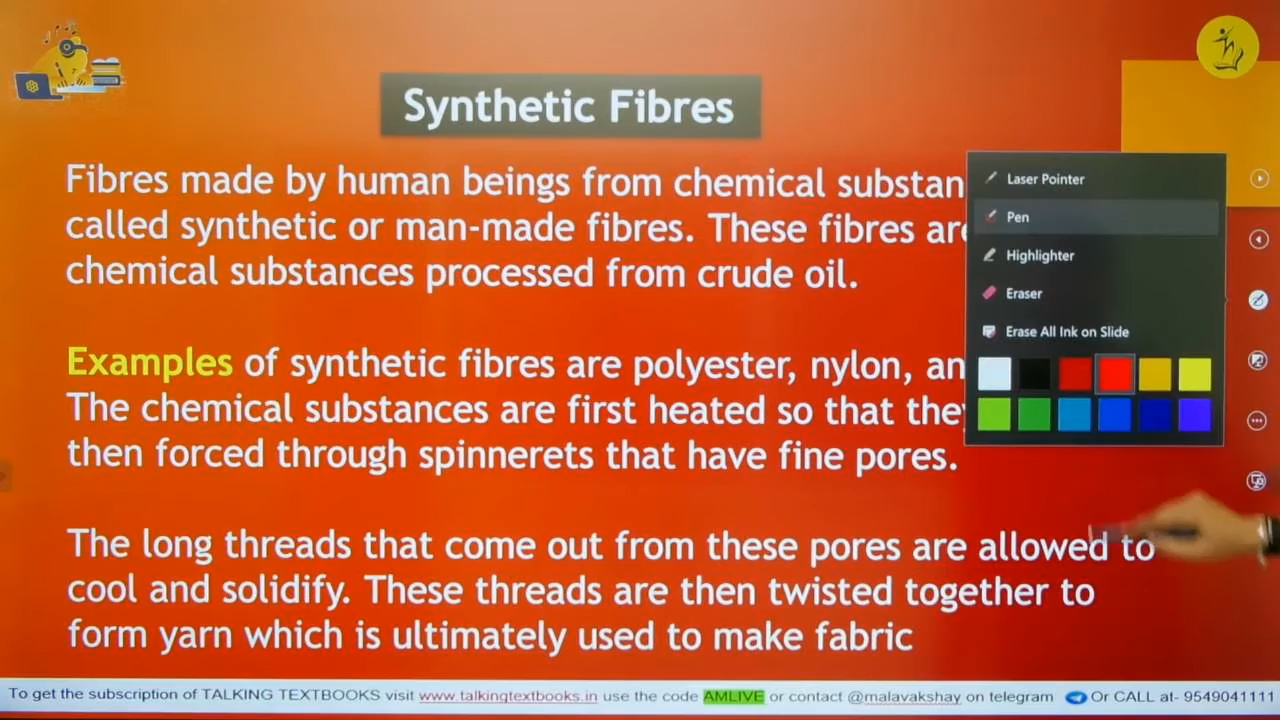 Synthetic Fibres
Fibres made by human beings from chemical substan
called synthetic or man-made fibres. These fibres are
chemical substances processed from crude oil.
Examples of synthetic fibres are polyester, nylon, an
The chemical substances are first heated so that they
then forced through spinnerets that have fine pores.
The long threads that come out from these pores are allowed to
cool and solidify. These threads are then twisted together to
form yarn which is ultimately used to make fabric
Laser Pointer
Pen
Highlighter
Eraser
Erase All Ink on Slide
To get the subscription of TALKING TEXTBOOKS visit www.talkingtextbooks.in use the code AMLIVE or contact @malavakshay on telegram Or CALL at- 9549041111